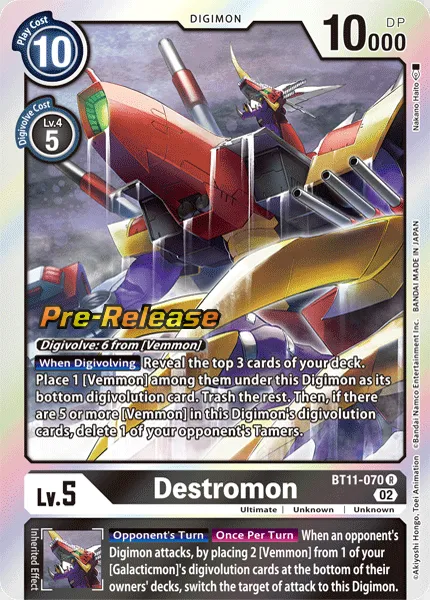 Play Cost
10
DIGIMON
10000
DP
Digivolve Cost
Lv.4
5
Nakano Haito
Pre-Release
Digivolve: 6 from [Vemmon]
When Digivolving Reveal the top 3 cards of your deck.
Place 1 [Vemmon] among them under this Digimon as its
bottom digivolution card. Trash the rest. Then, if there
are 5 or more [Vemmon] in this Digimon's digivolution
cards, delete 1 of your opponent's Tamers.
©Akiyoshi Hongo, Toei Animation ©Bandai Namco Entertainment Inc. BANDAI MADE IN JAPAN
Lv.5
Destromon
BT11-070 R
02
Ultimate | Unknown | Unknown
Inherited Effect
Opponent's Turn Once Per Turn When an opponent's
Digimon attacks, by placing 2 [Vemmon] from 1 of your
[Galacticmon]'s digivolution cards at the bottom of their
owners' decks, switch the target of attack to this Digimon.